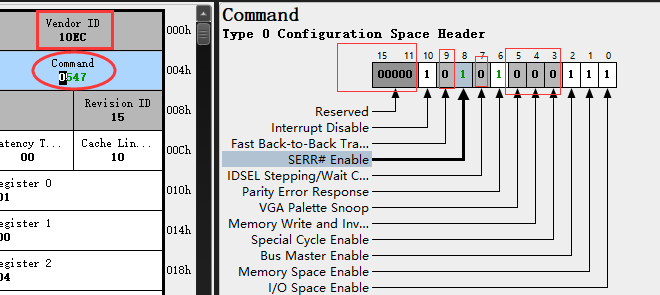 Vendor ID
10EC
000h
Command
0547
004h
Revision ID
15
008h
atency T...
00
Cache Lin...
10
00Ch
egister 0
01
010h
egister 1
00
014h
egister 2
04
018h
Command
Type 0 Configuration Space Header
15 11 10 9 8 7 6 5 4 3 2 1 0
00000 1 0 1 0 1 0 0 0 1 1 1
Reserved
Interrupt Disable
Fast Back-to-Back Tra...
SERR# Enable
IDSEL Stepping/Wait C...
Parity Error Response
VGA Palette Snoop
Memory Write and Inv...
Special Cycle Enable
Bus Master Enable
Memory Space Enable
I/O Space Enable